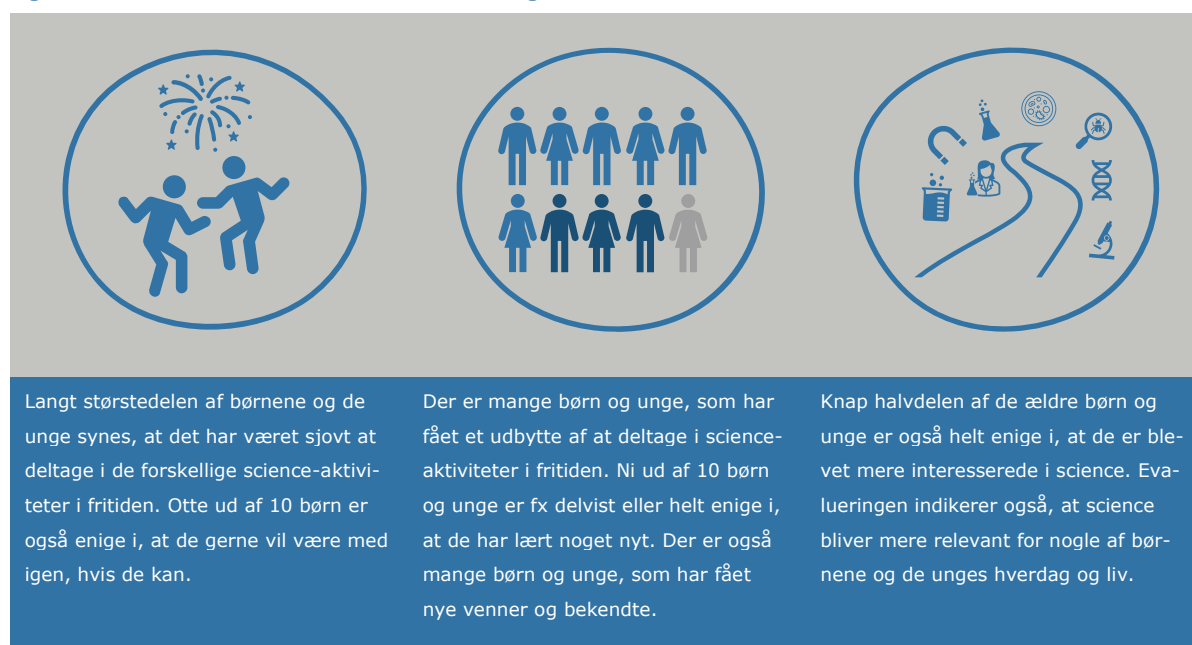 Langt størstedelen af børnene og de
unge synes, at det har været sjovt at
deltage i de forskellige science-aktivi-
teter i fritiden. Otte ud af 10 børn er
også enige i, at de gerne vil være med
igen, hvis de kan.
Der er mange børn og unge, som har
fået et udbytte af at deltage i science-
aktiviteter i fritiden. Ni ud af 10 børn
og unge er fx delvist eller helt enige i,
at de har lært noget nyt. Der er også
mange børn og unge, som har fået
nye venner og bekendte.
Knap halvdelen af de ældre børn og
unge er også helt enige i, at de er ble-
vet mere interesserede i science. Eva-
lueringen indikerer også, at science
bliver mere relevant for nogle af bør-
nene og de unges hverdag og liv.